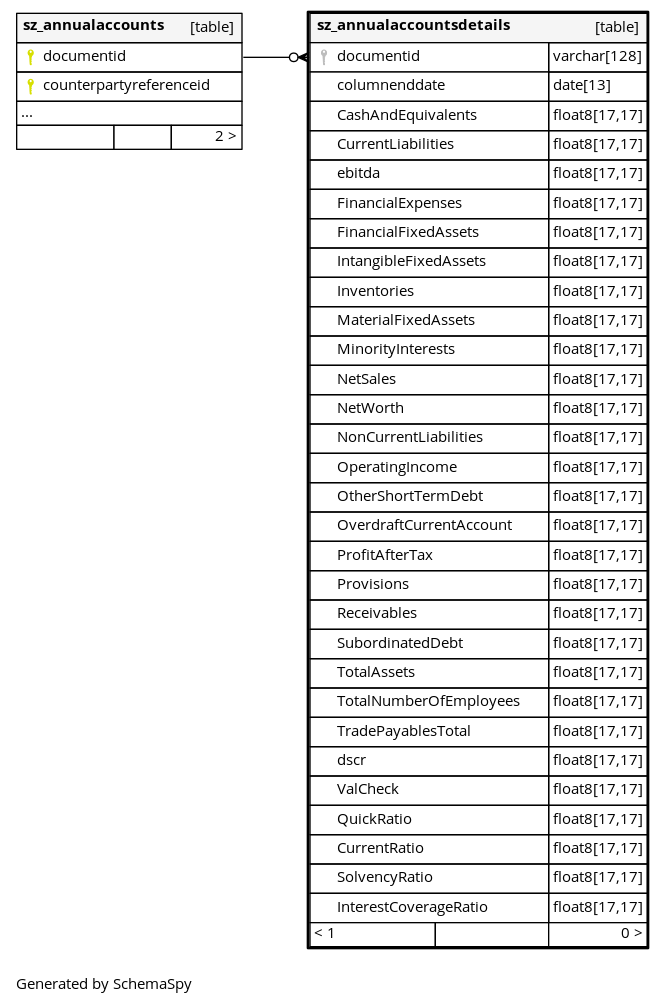 sz_annualaccounts [table]
documentid
counterpartyreferenceid
...
2 >
sz_annualaccountsdetails [table]
documentid varchar[128]
columnenddate date[13]
CashAndEquivalents float8[17,17]
CurrentLiabilities float8[17,17]
ebitda float8[17,17]
FinancialExpenses float8[17,17]
FinancialFixedAssets float8[17,17]
IntangibleFixedAssets float8[17,17]
Inventories float8[17,17]
MaterialFixedAssets float8[17,17]
MinorityInterests float8[17,17]
NetSales float8[17,17]
NetWorth float8[17,17]
NonCurrentLiabilities float8[17,17]
OperatingIncome float8[17,17]
OtherShortTermDebt float8[17,17]
OverdraftCurrentAccount float8[17,17]
ProfitAfterTax float8[17,17]
Provisions float8[17,17]
Receivables float8[17,17]
SubordinatedDebt float8[17,17]
TotalAssets float8[17,17]
TotalNumberOfEmployees float8[17,17]
TradePayablesTotal float8[17,17]
dscr float8[17,17]
ValCheck float8[17,17]
QuickRatio float8[17,17]
CurrentRatio float8[17,17]
SolvencyRatio float8[17,17]
InterestCoverageRatio float8[17,17]
< 1 0 >
Generated by SchemaSpy